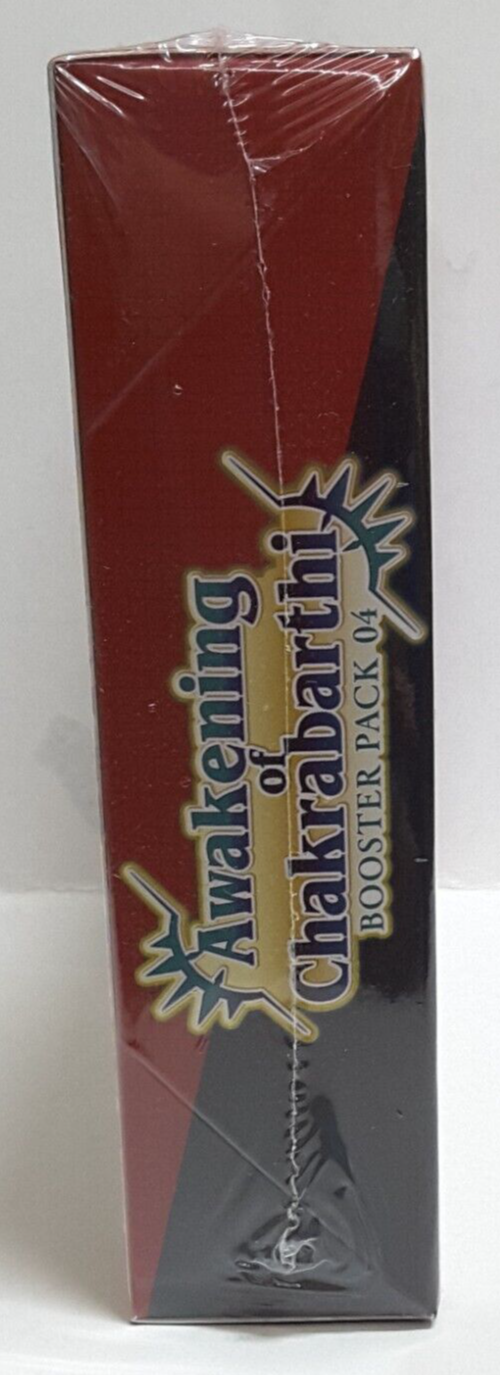 Awakening
of
Chakrabarthi
BOOSTER PACK 04